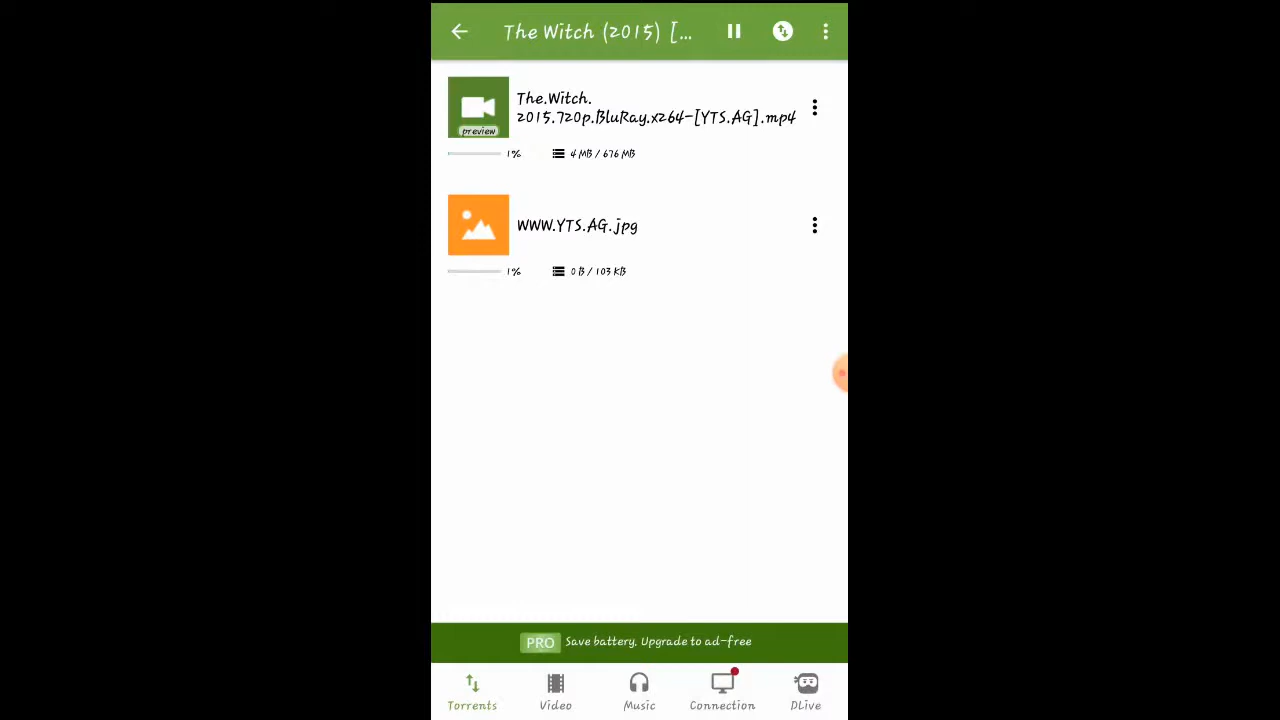 The Witch (2015) [...
The.Witch.
2015.720p.BluRay.x264-[YTS.AG].mp4
preview
1%
4 MB / 676 MB
WWW.YTS.AG.jpg
1%
0 B / 103 KB
PRO Save battery. Upgrade to ad-free
Torrents Video Music Connection DLive